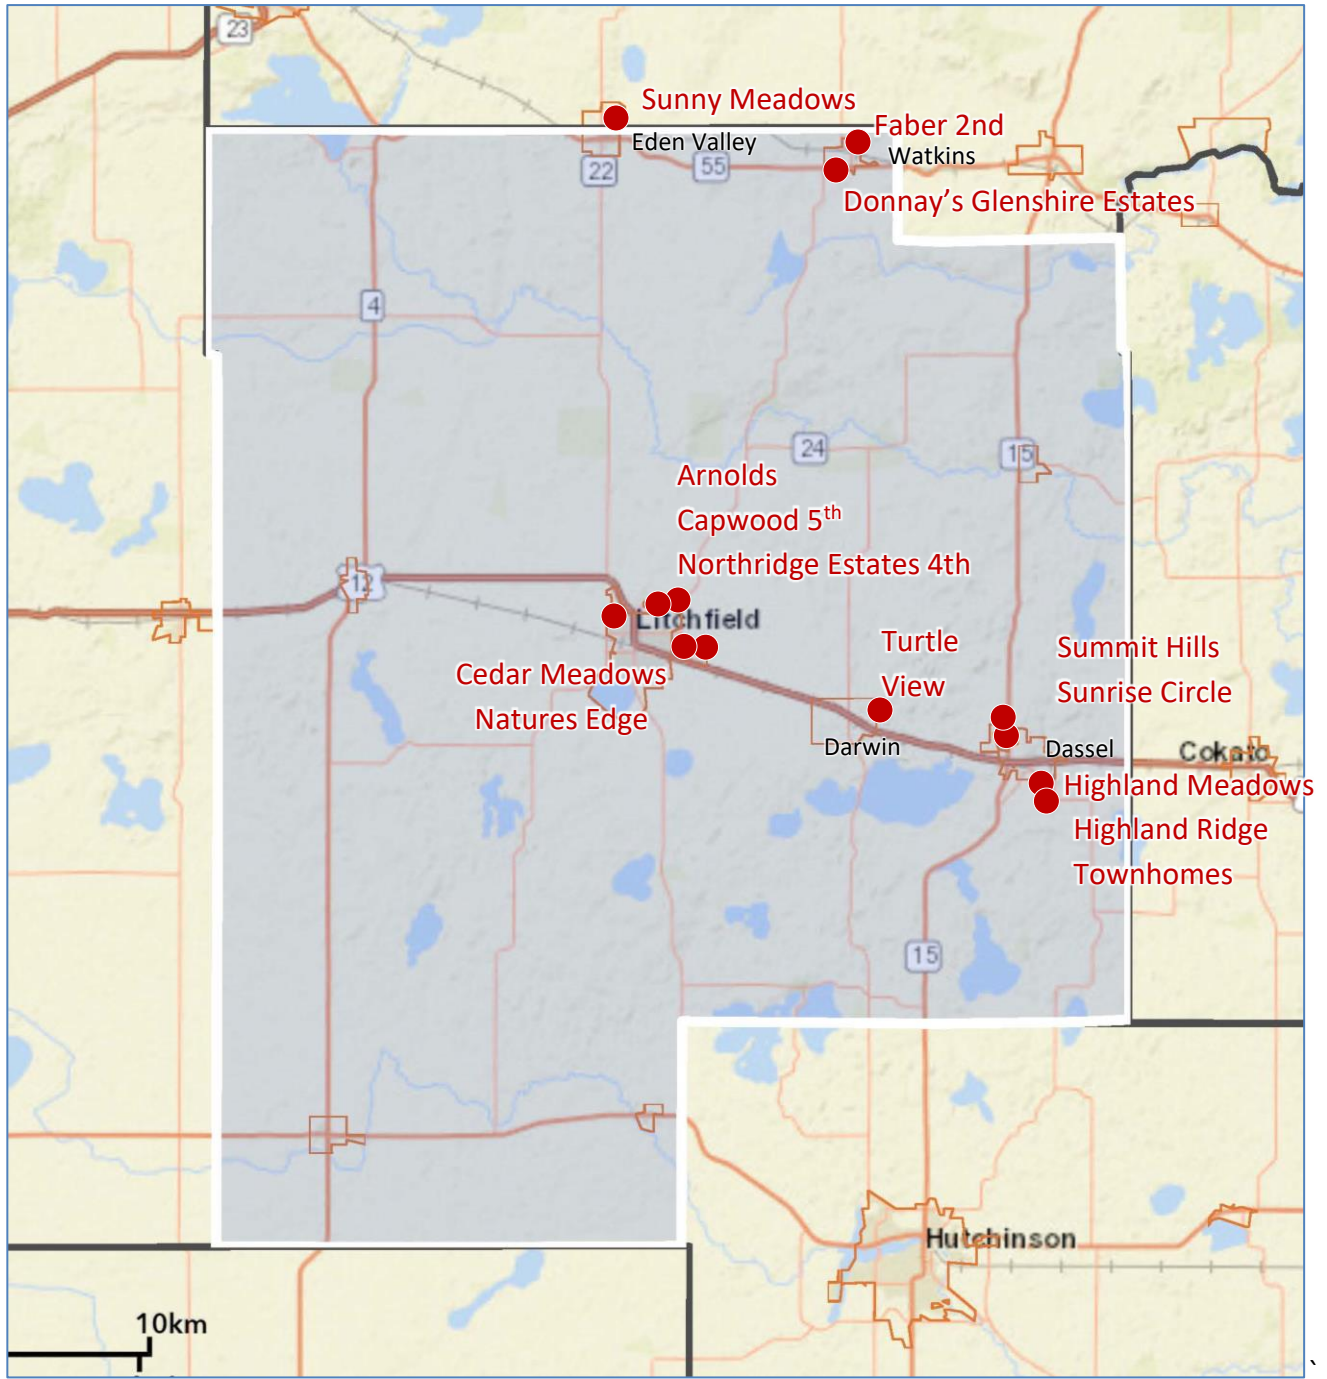 23
Sunny Meadows
Faber 2nd
Eden Valley
Watkins
22
55
Donnay’s Glenshire Estates
4
24
15
Arnolds
Capwood 5th
Northridge Estates 4th
12
Litchfield
Turtle
View
Summit Hills
Sunrise Circle
Cedar Meadows
Natures Edge
Darwin
Dassel
Cokato
Highland Meadows
Highland Ridge
Townhomes
15
Hutchinson
10km
`